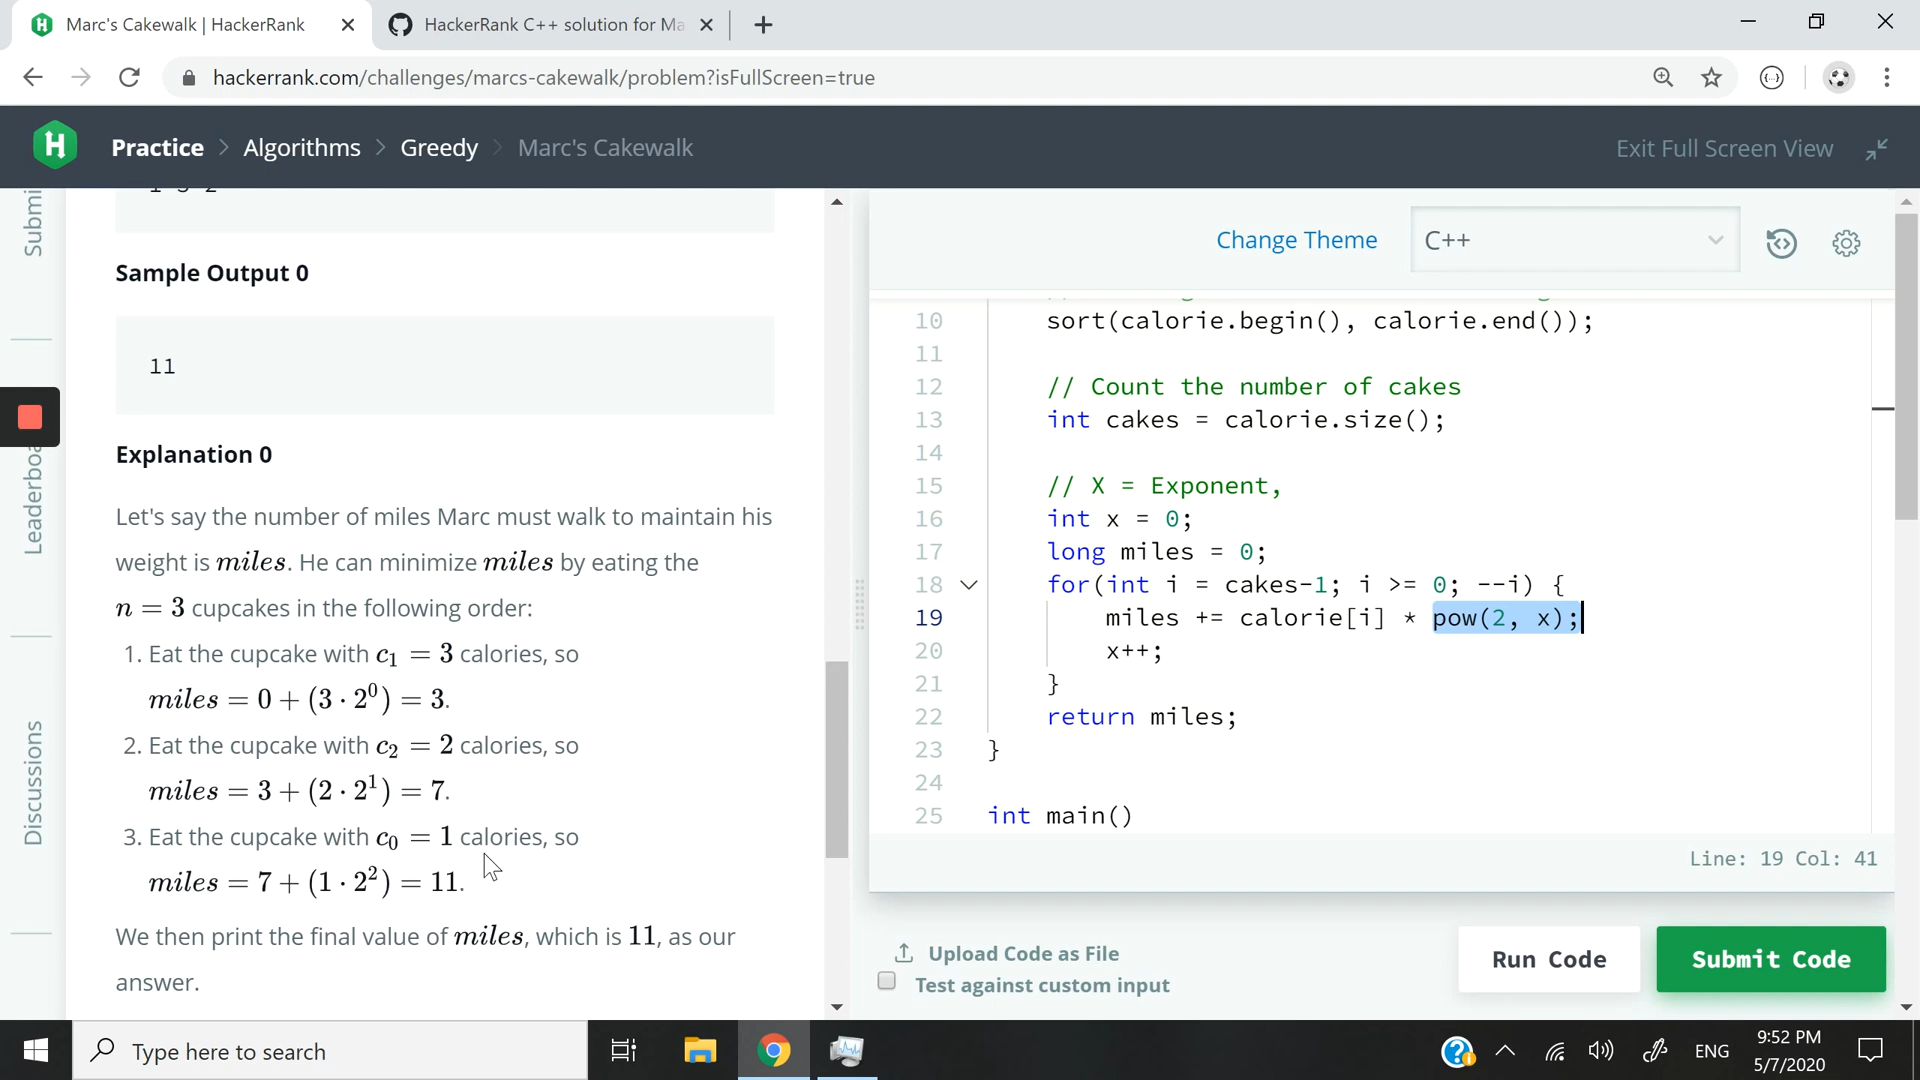 Marc's Cakewalk | HackerRank
HackerRank C++ solution for Ma
hackerrank.com/challenges/marcs-cakewalk/problem?isFullScreen=true
Practice > Algorithms > Greedy > Marc's Cakewalk
Exit Full Screen View
Submi
Leaderboa
Discussions
Sample Output 0
11
Explanation 0
Let's say the number of miles Marc must walk to maintain his
weight is miles. He can minimize miles by eating the
n = 3 cupcakes in the following order:
1. Eat the cupcake with c₁ = 3 calories, so
miles = 0 + (3 · 2⁰) = 3.
2. Eat the cupcake with c₂ = 2 calories, so
miles = 3 + (2 · 2¹) = 7.
3. Eat the cupcake with c₀ = 1 calories, so
miles = 7 + (1 · 2²) = 11.
We then print the final value of miles, which is 11, as our
answer.
Change Theme
C++
10 sort(calorie.begin(), calorie.end());
11
12 // Count the number of cakes
13 int cakes = calorie.size();
14
15 // X = Exponent,
16 int x = 0;
17 long miles = 0;
18 for(int i = cakes-1; i >= 0; --i) {
19 miles += calorie[i] * pow(2, x);
20 x++;
21 }
22 return miles;
23 }
24
25 int main()
Line: 19 Col: 41
Upload Code as File
Test against custom input
Run Code
Submit Code
Type here to search
ENG
9:52 PM
5/7/2020